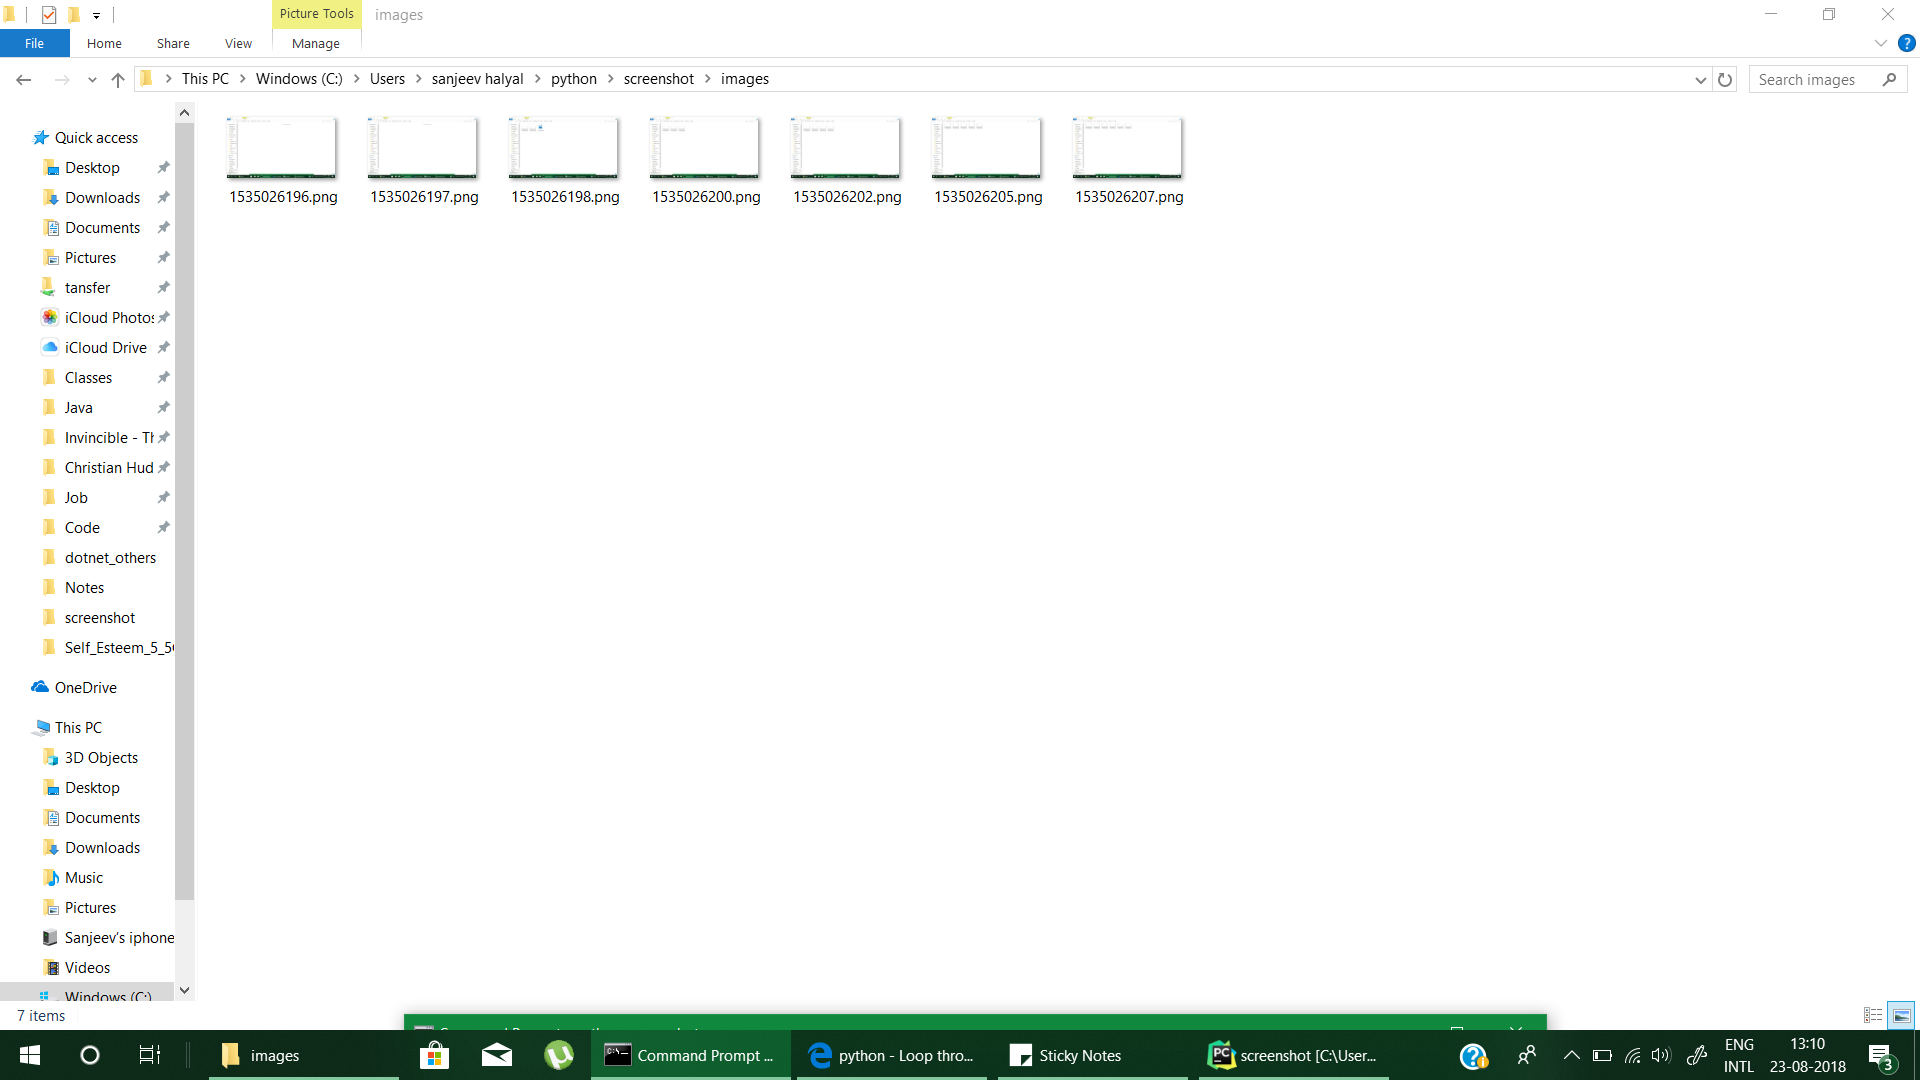 Picture Tools
images
File
Home
Share
View
Manage
This PC
Windows (C:)
Users
sanjeev halyal
python
screenshot
images
Search images
Quick access
Desktop
Downloads
Documents
Pictures
tansfer
iCloud Photos
iCloud Drive
Classes
Java
Invincible - Th
Christian Hud
Job
Code
dotnet_others
Notes
screenshot
Self_Esteem_5_5
OneDrive
This PC
3D Objects
Desktop
Documents
Downloads
Music
Pictures
Sanjeev's iphone
Videos
Windows (C:)
1535026196.png
1535026197.png
1535026198.png
1535026200.png
1535026202.png
1535026205.png
1535026207.png
7 items
images
Command Prompt ...
python - Loop thro...
Sticky Notes
PC
screenshot [C:\User...
ENG
INTL
13:10
23-08-2018
3